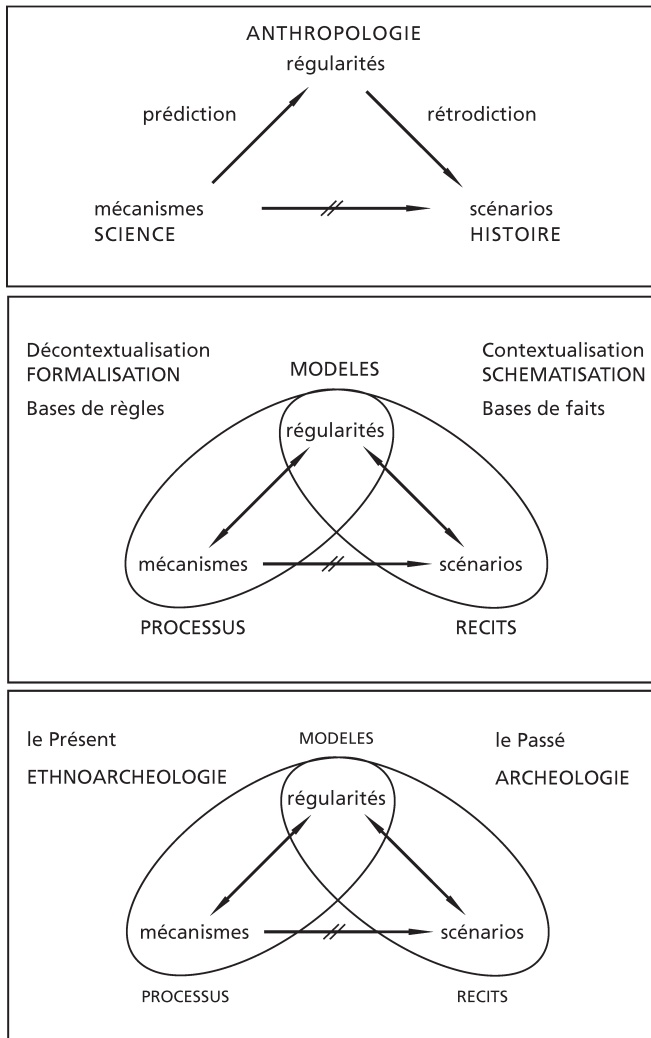 ANTHROPOLOGIE
régularités
prédiction
rétrodiction
mécanismes
SCIENCE
scénarios
HISTOIRE
Décontextualisation
FORMALISATION
Bases de règles
MODELES
Contextualisation
SCHEMATISATION
Bases de faits
régularités
mécanismes
scénarios
PROCESSUS
RECITS
le Présent
ETHNOARCHEOLOGIE
MODELES
le Passé
ARCHEOLOGIE
régularités
mécanismes
scénarios
PROCESSUS
RECITS